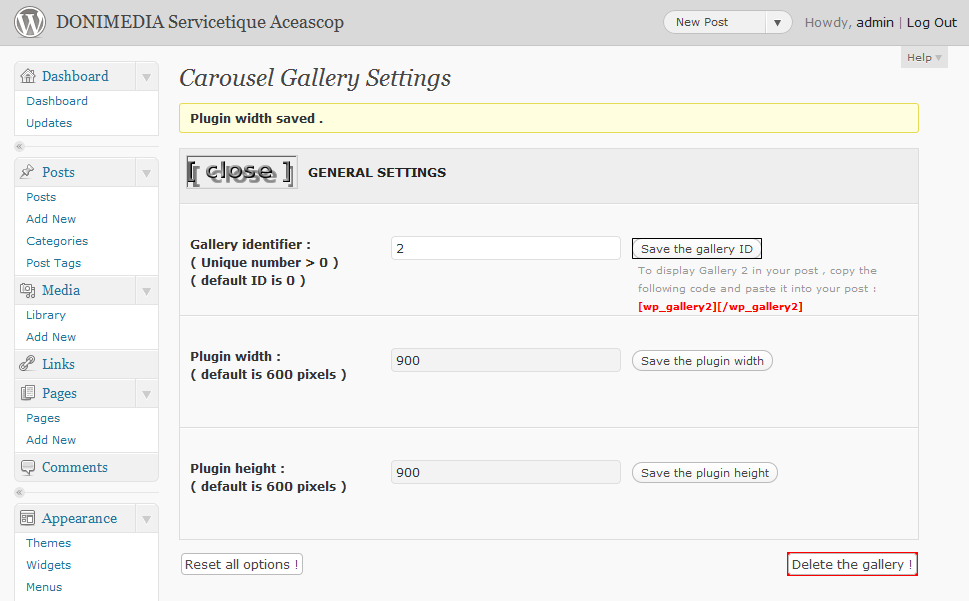 DONIMEDIA Servicetique Aceascop
New Post
Howdy, admin | Log Out
Help
Dashboard
Dashboard
Updates
Posts
Posts
Add New
Categories
Post Tags
Media
Library
Add New
Links
Pages
Pages
Add New
Comments
Appearance
Themes
Widgets
Menus
Carousel Gallery Settings
Plugin width saved .
[ close ] GENERAL SETTINGS
Gallery identifier :
( Unique number > 0 )
( default ID is 0 )
2
Save the gallery ID
To display Gallery 2 in your post , copy the
following code and paste it into your post :
[wp_gallery2][/wp_gallery2]
Plugin width :
( default is 600 pixels )
900
Save the plugin width
Plugin height :
( default is 600 pixels )
900
Save the plugin height
Reset all options !
Delete the gallery !